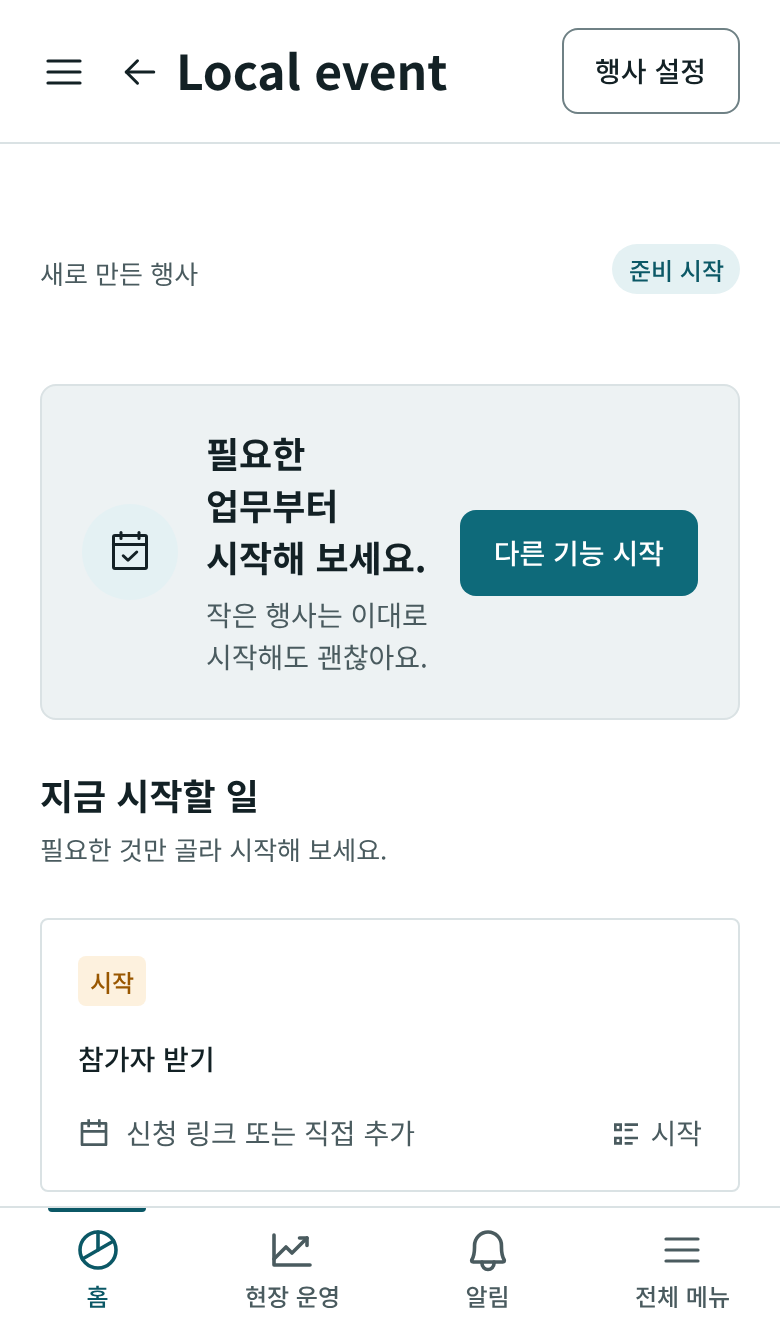 Local event
행사 설정
새로 만든 행사
준비 시작
필요한
업무부터
시작해 보세요.
작은 행사는 이대로
시작해도 괜찮아요.
다른 기능 시작
지금 시작할 일
필요한 것만 골라 시작해 보세요.
시작
참가자 받기
신청 링크 또는 직접 추가
시작
홈
현장 운영
알림
전체 메뉴